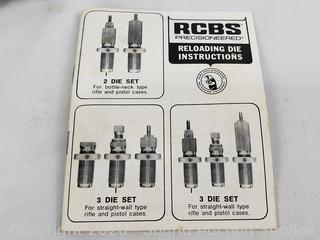 RCBS
PRECISIONEERED®
RELOADING DIE
INSTRUCTIONS
2 DIE SET
For bottle-neck type
rifle and pistol cases.
3 DIE SET
For straight-wall type
rifle and pistol cases.
3 DIE SET
For straight-wall type
rifle and pistol cases.